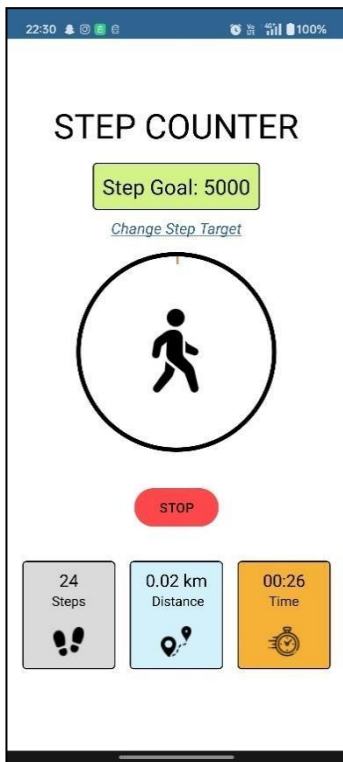 22:30 100%
STEP COUNTER
Step Goal: 5000
Change Step Target
STOP
24 0.02 km 00:26
Steps Distance Time